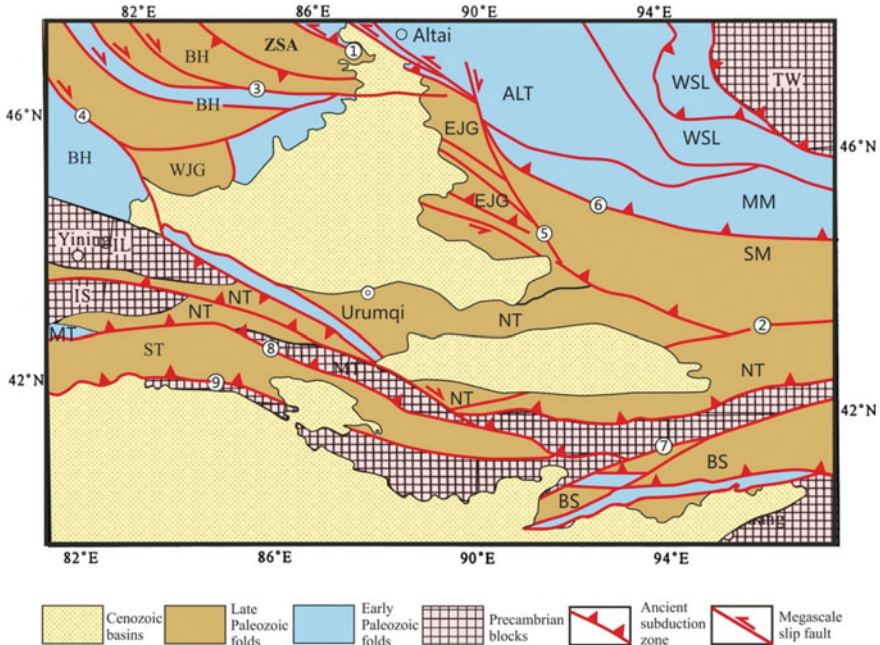 82°E
86°E
90°E
94°E
46°N
42°N
46°N
42°N
BH
ZSA
1
Altai
3
BH
4
BH
WJG
ALT
WSL
TW
WSL
EJG
EJG
MM
6
5
SM
Yining
IL
IS
NT
NT
Urumqi
NT
2
MT
ST
8
MT
9
NT
NT
7
BS
BS
82°E
86°E
90°E
94°E
Cenozoic
basins
Late
Paleozoic
folds
Early
Paleozoic
folds
Precambrian
blocks
Ancient
subduction
zone
Megascale
slip fault